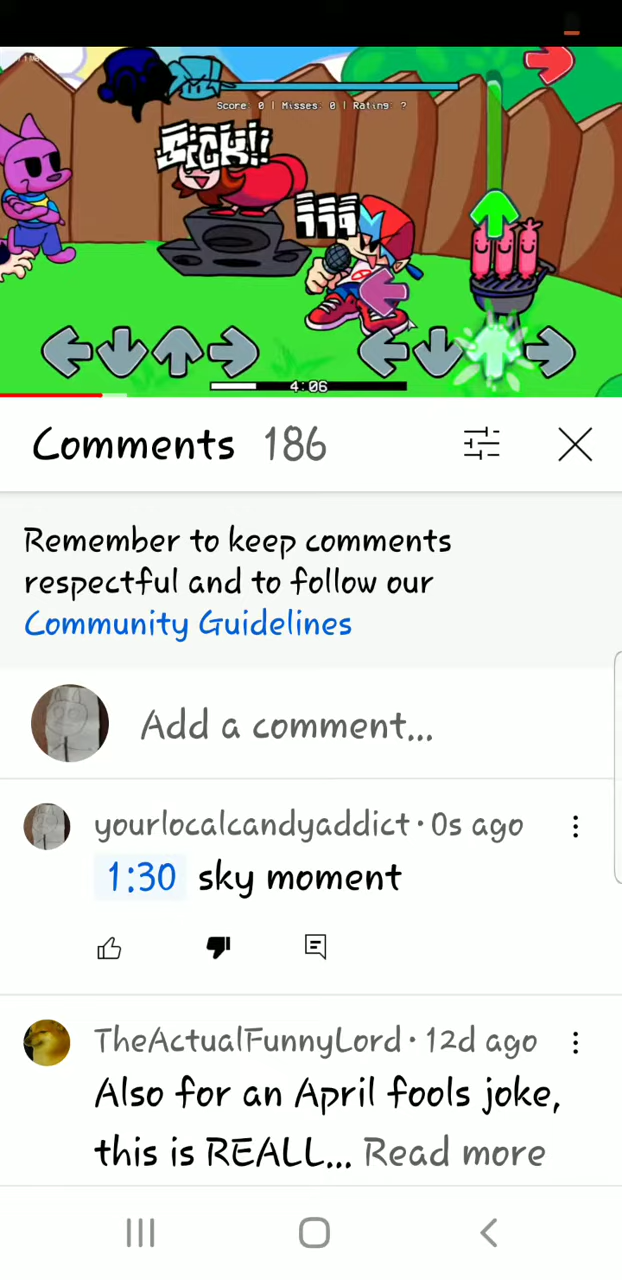 Score: 0 | Misses: 0 | Rating: ?
SiCK!!
4:06
Comments 186
Remember to keep comments
respectful and to follow our
Community Guidelines
Add a comment...
yourlocalcandyaddict · 0s ago
1:30 sky moment
TheActualFunnyLord · 12d ago
Also for an April fools joke,
this is REALL... Read more